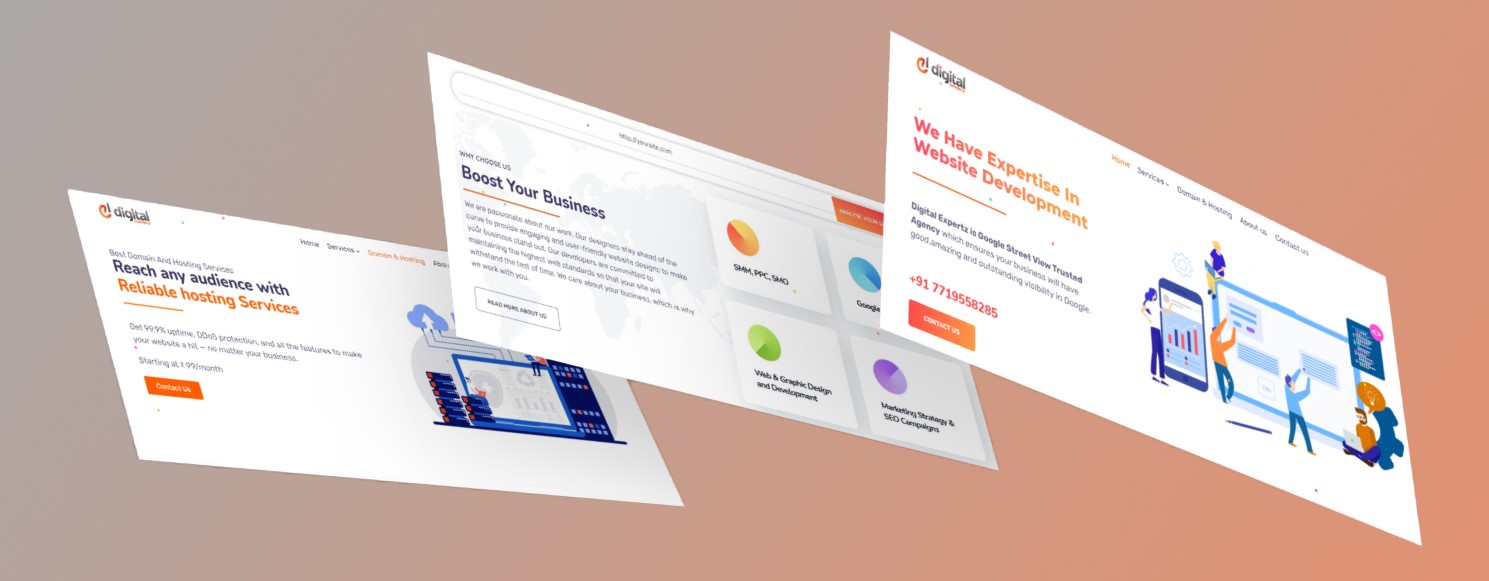 digital
Home Services Domain & Hosting Abou
Best Domain And Hosting Services
Reach any audience with
Reliable hosting Services
Get 99.9% uptime, DDoS protection, and all the features to make
your website a hit – no matter your business.
Starting at ₹ 99/month
Contact Us
http://yoursite.com
WHY CHOOSE US
Boost Your Business
We are passionate about our work. Our designers stay ahead of the
curve to provide engaging and user-friendly website designs to make
your business stand out. Our developers are committed to
maintaining the highest web standards so that your site will
withstand the test of time. We care about your business, which is why
we work with you.
READ MORE ABOUT US
SMM, PPC, SMO
Google
Web & Graphic Design
and Development
Marketing Strategy &
SEO Campaigns
digital
Home Services Domain & Hosting About us Contact us
We Have Expertise In
Website Development
Digital Expertz is Google Street View Trusted
Agency which ensures your business will have
good,amazing and outstanding visibility in Google.
+91 7719558285
CONTACT US